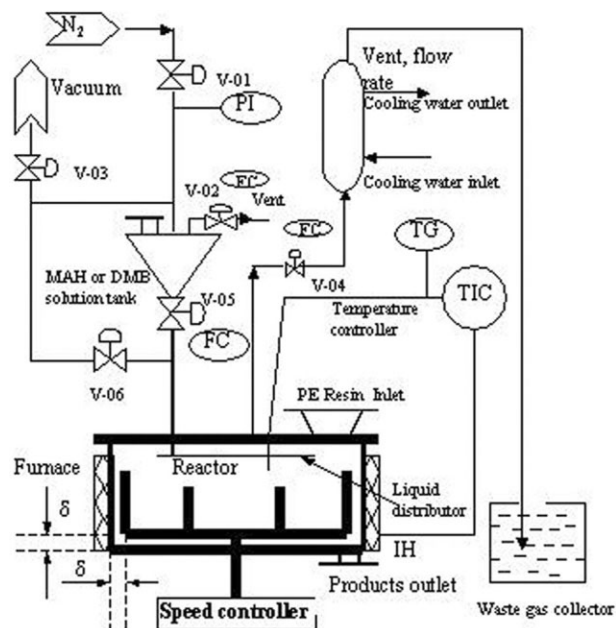 N₂
V-01
Vent, flow
rate
Cooling water outlet
Vacuum
PI
V-03
FC
V-02
Vent
Cooling water inlet
FC
TG
MAH or DMB
solution tank
V-05
V-04
TIC
Temperature
controller
FC
V-06
PE Resin Inlet
Furnace
Reactor
Liquid
distributor
δ
IH
δ
Products outlet
Speed controller
Waste gas collector